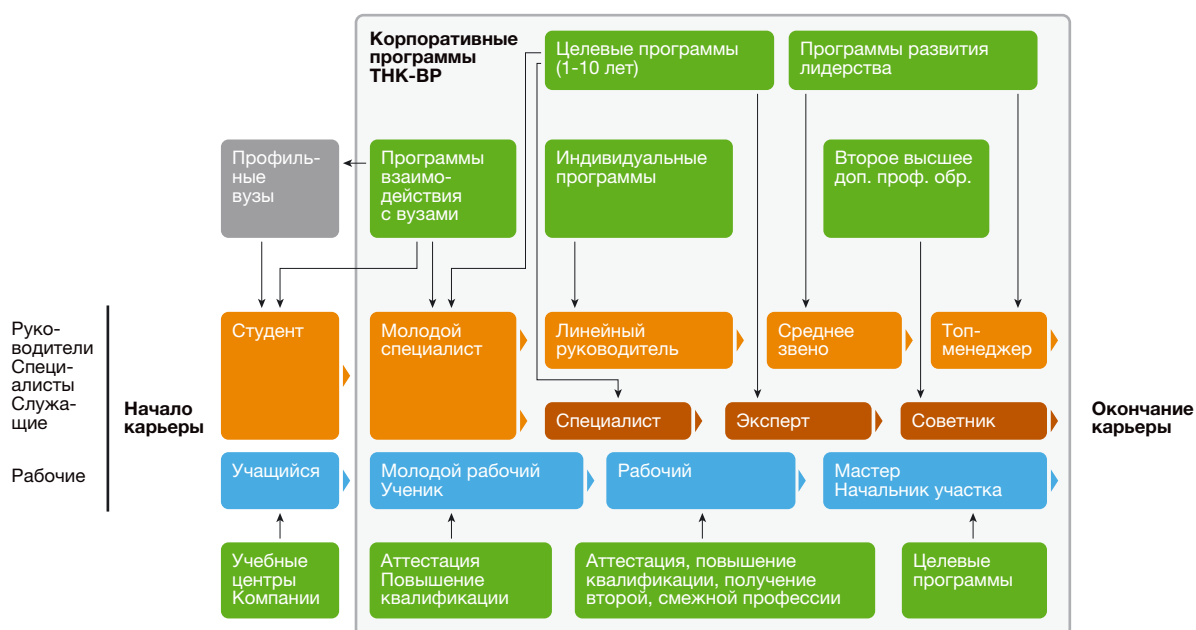 Корпоративные
программы
ТНК-ВР
Целевые программы
(1-10 лет)
Программы развития
лидерства
Профиль-
ные
вузы
Программы
взаимо-
действия
с вузами
Индивидуальные
программы
Второе высшее
доп. проф. обр.
Руко-
водители
Специ-
алисты
Служа-
щие
Рабочие
Начало
карьеры
Студент
Молодой
специалист
Линейный
руководитель
Среднее
звено
Топ-
менеджер
Специалист
Эксперт
Советник
Окончание
карьеры
Учащийся
Молодой рабочий
Ученик
Рабочий
Мастер
Начальник участка
Учебные
центры
Компании
Аттестация
Повышение
квалификации
Аттестация, повышение
квалификации, получение
второй, смежной профессии
Целевые
программы